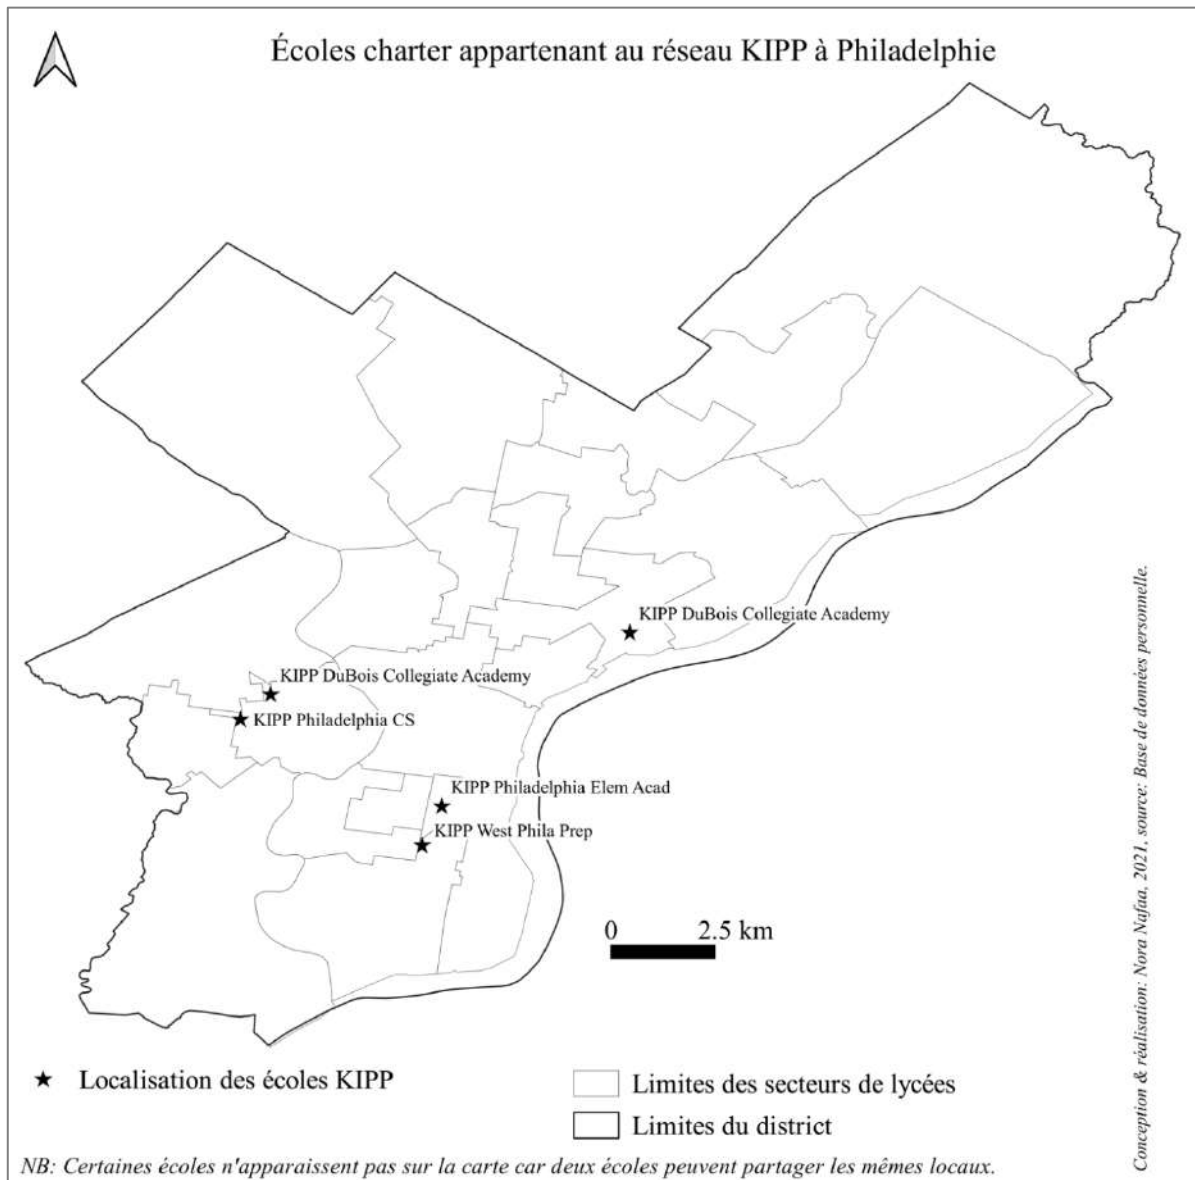 Écoles charter appartenant au réseau KIPP à Philadelphie
KIPP DuBois Collegiate Academy
KIPP DuBois Collegiate Academy
KIPP Philadelphia CS
KIPP Philadelphia Elem Acad
KIPP West Phila Prep
0 2.5 km
Localisation des écoles KIPP
Limites des secteurs de lycées
Limites du district
NB: Certaines écoles n'apparaissent pas sur la carte car deux écoles peuvent partager les mêmes locaux.
Conception & réalisation: Nora Nafaa, 2021, source: Base de données personnelle.